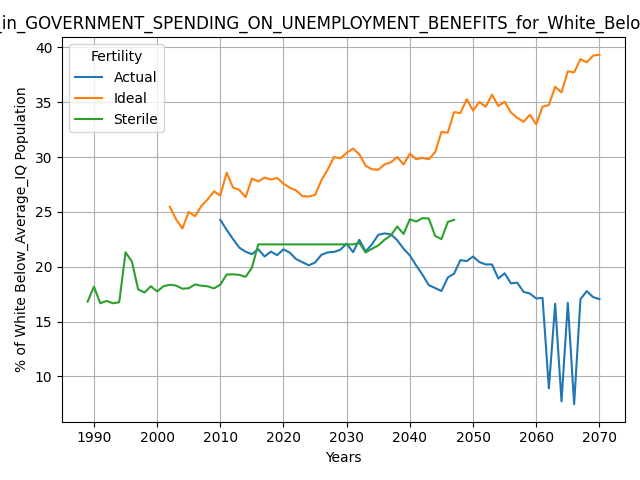 _in_GOVERNMENT_SPENDING_ON_UNEMPLOYMENT_BENEFITS_for_White_Belo
Fertility
Actual
Ideal
Sterile
% of White Below_Average_IQ Population
40
35
30
25
20
15
10
1990 2000 2010 2020 2030 2040 2050 2060 2070
Years